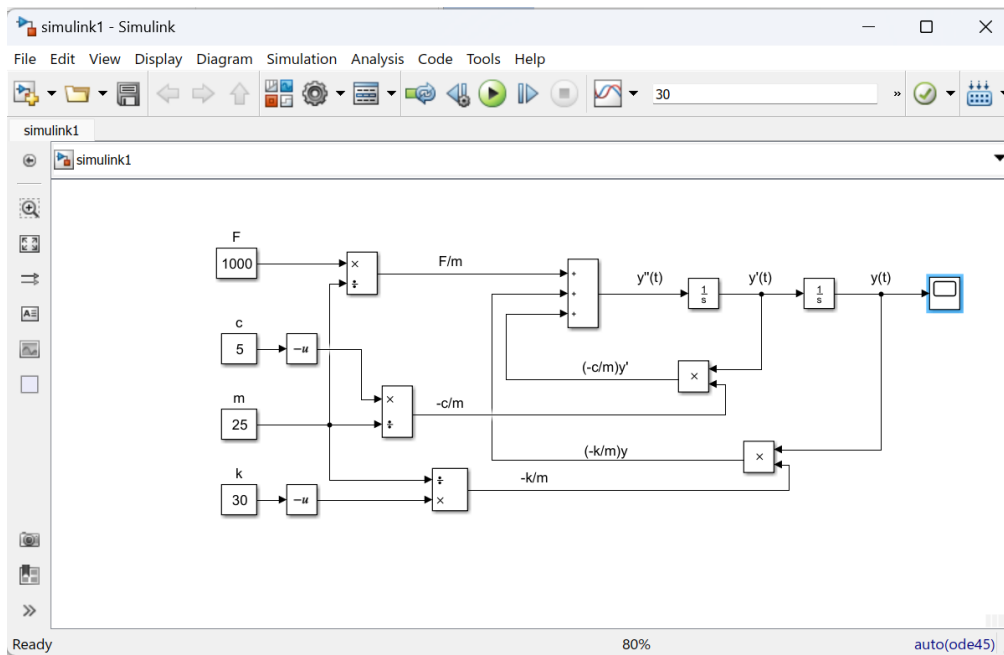 simulink1 - Simulink
File Edit View Display Diagram Simulation Analysis Code Tools Help
30
»
simulink1
simulink1
F
1000
×
÷
F/m
+
+
+
y"(t)
1
s
y'(t)
1
s
y(t)
c
5
-u
×
÷
-c/m
(-c/m)y'
×
m
25
(-k/m)y
×
k
30
-u
÷
×
-k/m
»
Ready 80% auto(ode45)